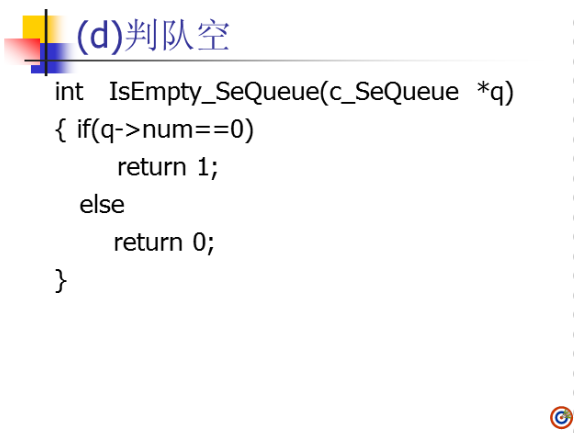 (d)判队空
int IsEmpty_SeQueue(c_SeQueue *q)
{ if(q->num==0)
return 1;
else
return 0;
}